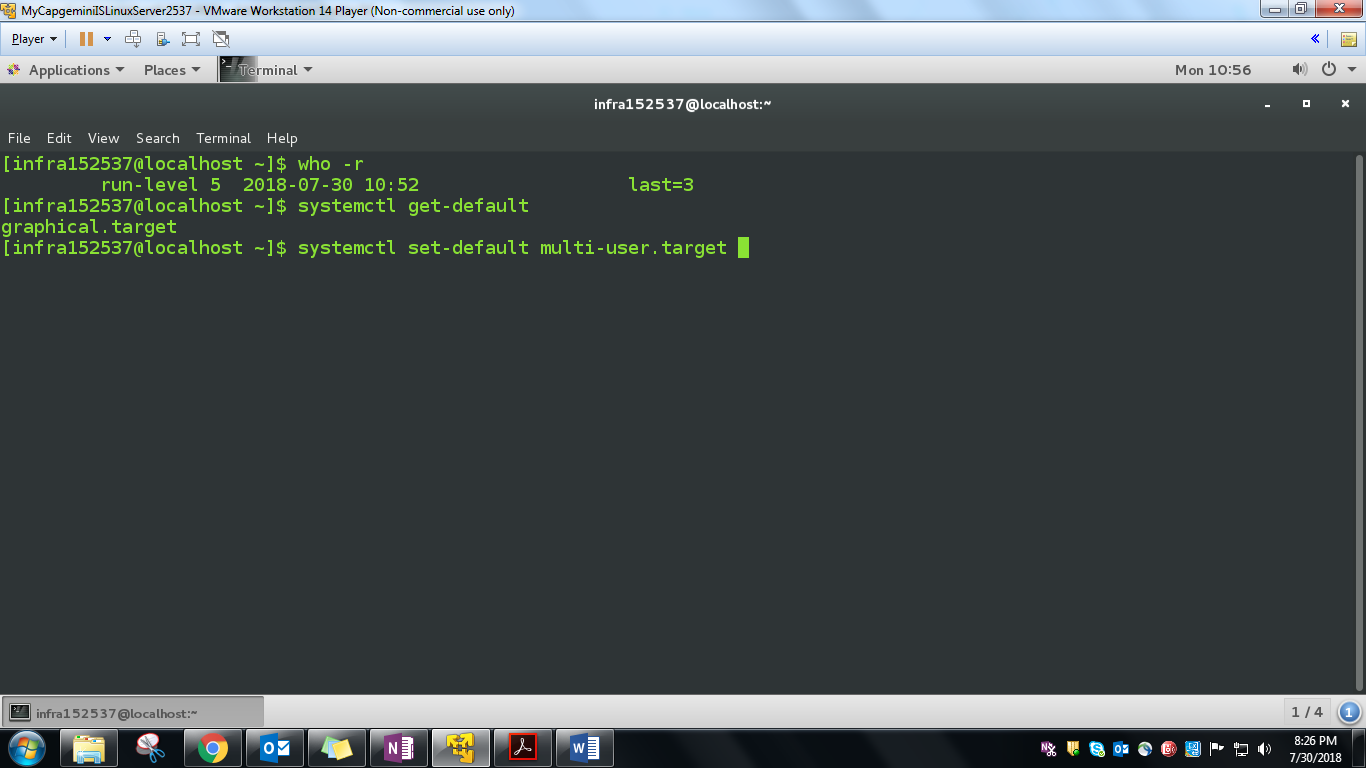 MyCapgeminiISLinuxServer2537 - VMware Workstation 14 Player (Non-commercial use only)
Player
Applications Places Terminal Mon 10:56
infra152537@localhost:~
File Edit View Search Terminal Help
[infra152537@localhost ~]$ who -r
         run-level 5  2018-07-30 10:52                   last=3
[infra152537@localhost ~]$ systemctl get-default
graphical.target
[infra152537@localhost ~]$ systemctl set-default multi-user.target
infra152537@localhost:~ 1 / 4 1
8:26 PM
7/30/2018